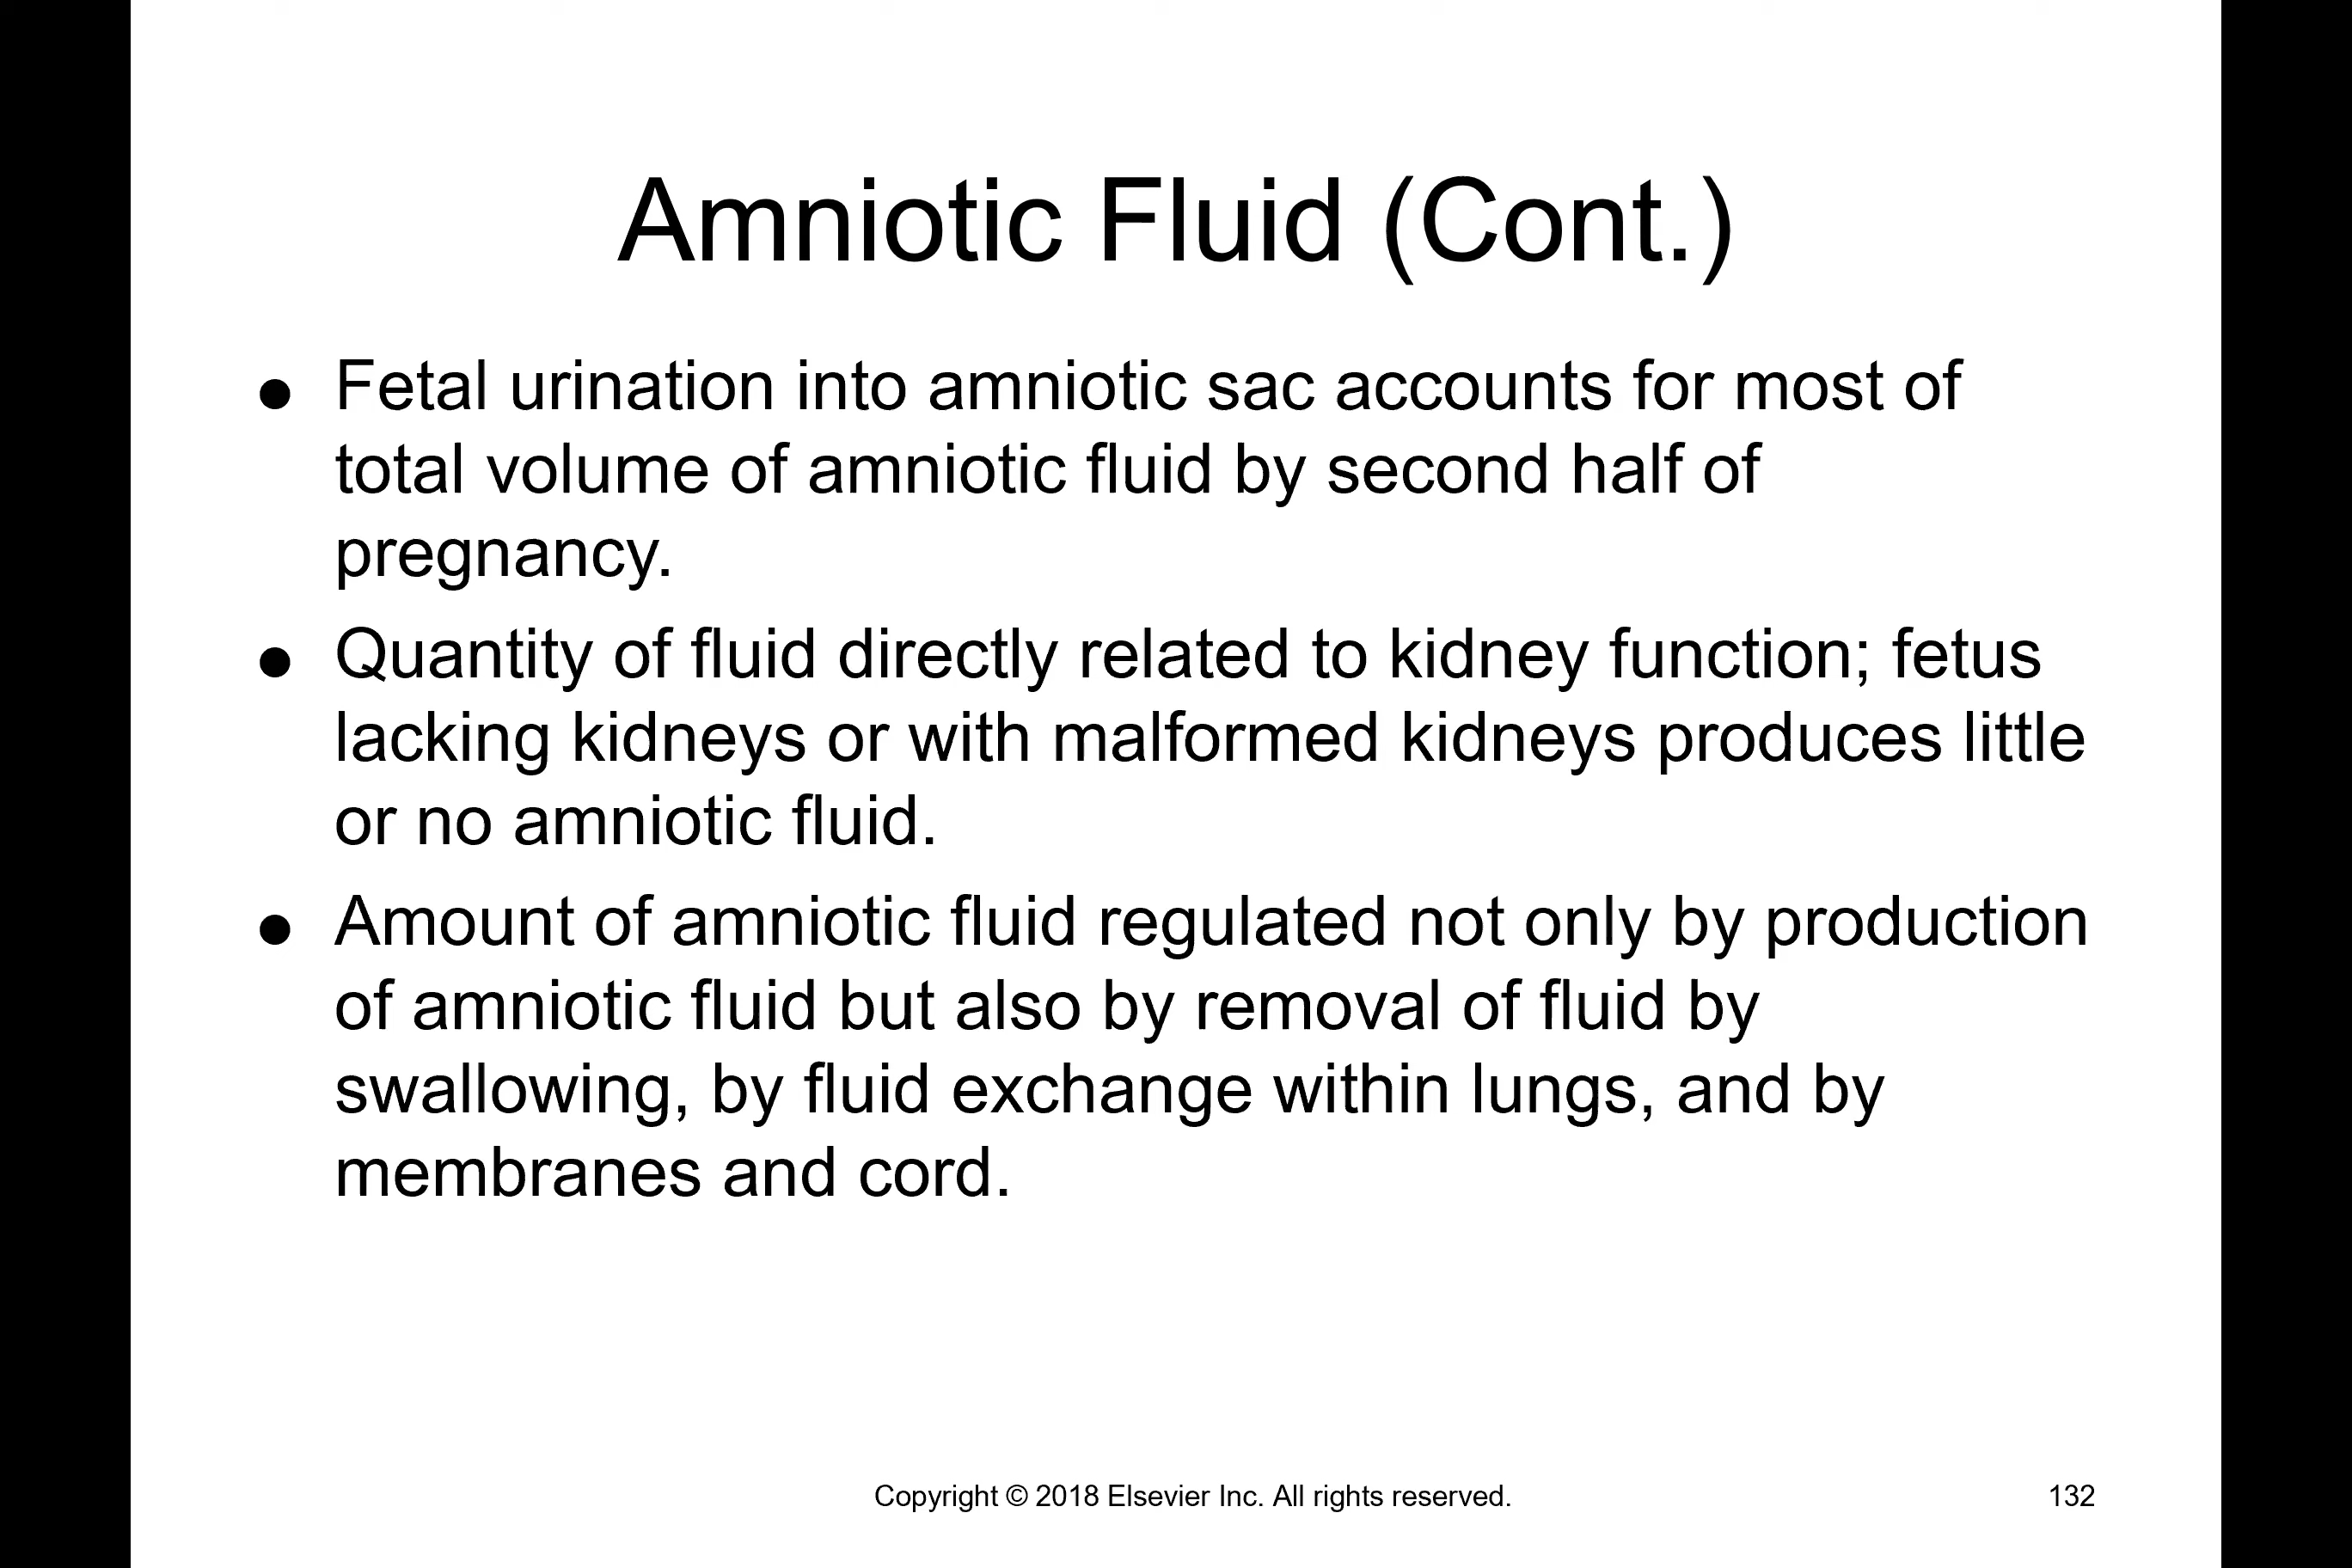 Amniotic Fluid (Cont.)
● Fetal urination into amniotic sac accounts for most of
total volume of amniotic fluid by second half of
pregnancy.
● Quantity of fluid directly related to kidney function; fetus
lacking kidneys or with malformed kidneys produces little
or no amniotic fluid.
● Amount of amniotic fluid regulated not only by production
of amniotic fluid but also by removal of fluid by
swallowing, by fluid exchange within lungs, and by
membranes and cord.
Copyright © 2018 Elsevier Inc. All rights reserved.
132